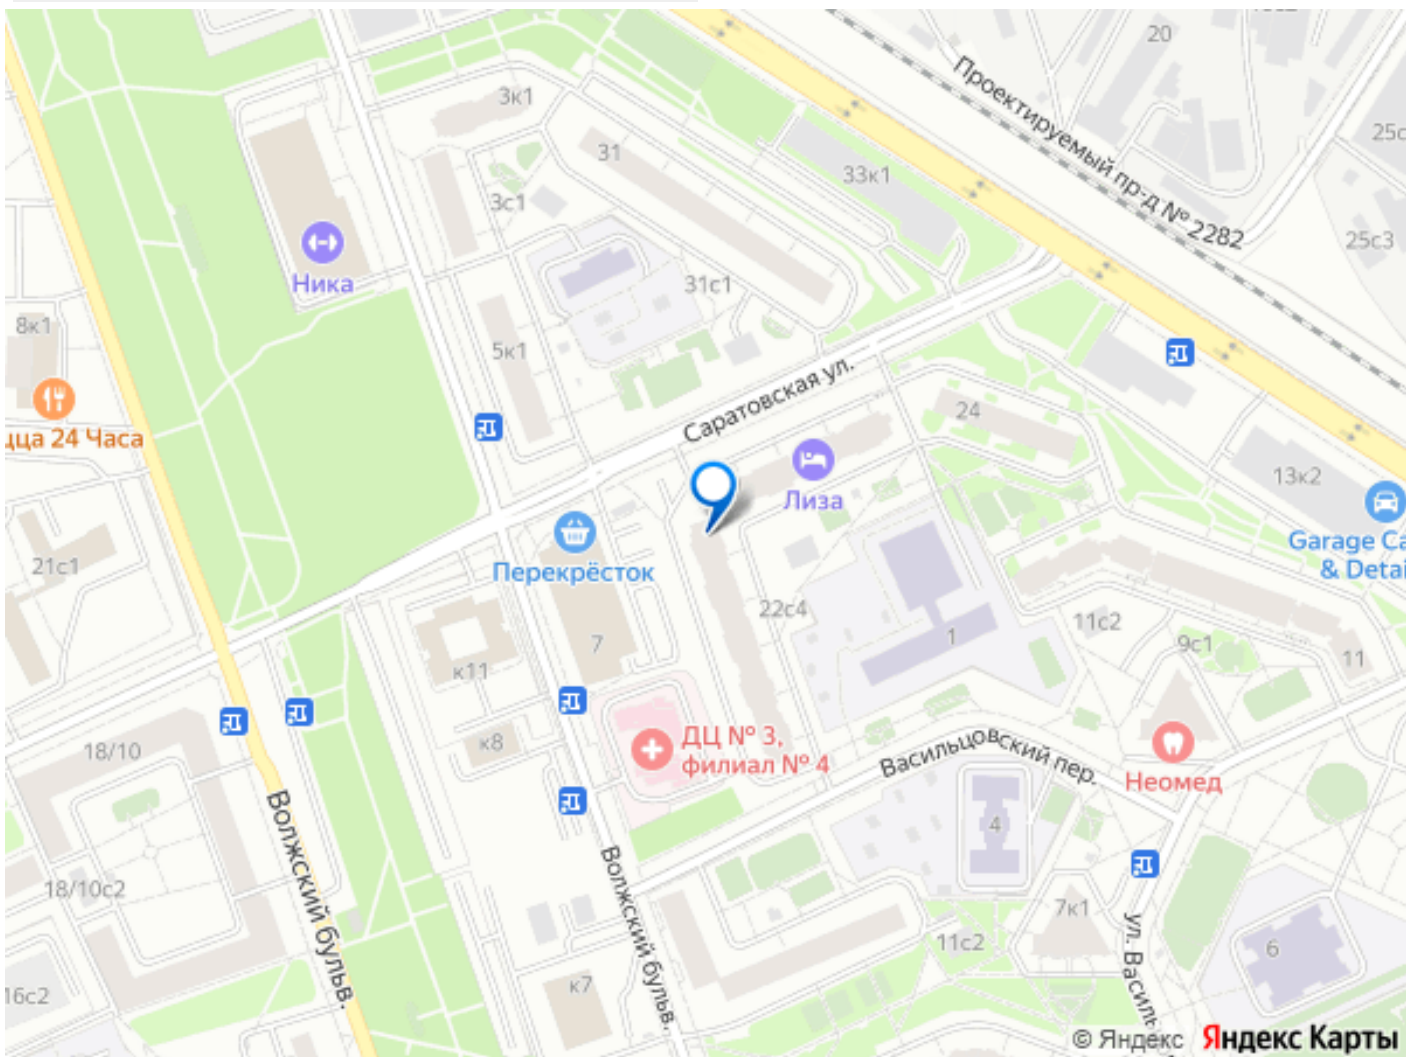 20
Проектируемый пр-д № 2282
3к1
31
33к1
25с3
3с1
Ника
31с1
8к1
5к1
цца 24 Часа
Саратовская ул.
24
Лиза
13к2
Garage Ca
& Detai
Перекрёсток
21с1
22с4
11с2
1
9с1
11
7
к11
18/10
к8
ДЦ № 3,
филиал № 4
Васильцовский пер.
Неомед
4
Волжский бульв.
Волжский бульв.
18/10с2
7к1
11с2
ул. Василь
6
16с2
к7
© Яндекс Яндекс Карты